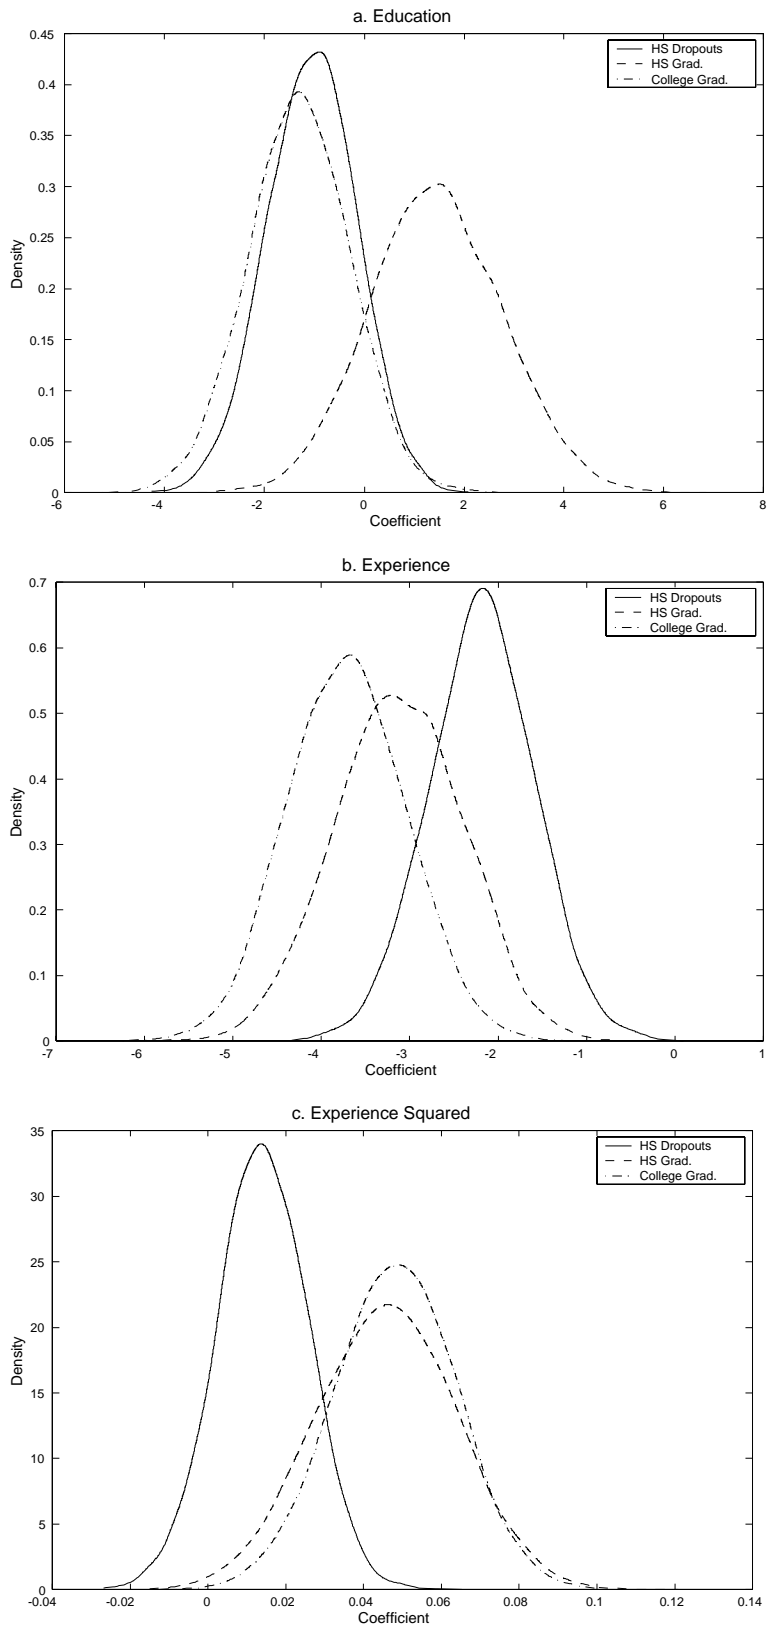 a. Education
0.45
0.4
0.35
0.3
0.25
0.2
0.15
0.1
0.05
0
Density
HS Dropouts
HS Grad.
College Grad.
-6 -4 -2 0 2 4 6 8
Coefficient
b. Experience
0.7
0.6
0.5
0.4
0.3
0.2
0.1
0
Density
HS Dropouts
HS Grad.
College Grad.
-7 -6 -5 -4 -3 -2 -1 0 1
Coefficient
c. Experience Squared
35
30
25
20
15
10
5
0
Density
HS Dropouts
HS Grad.
College Grad.
-0.04 -0.02 0 0.02 0.04 0.06 0.08 0.1 0.12 0.14
Coefficient